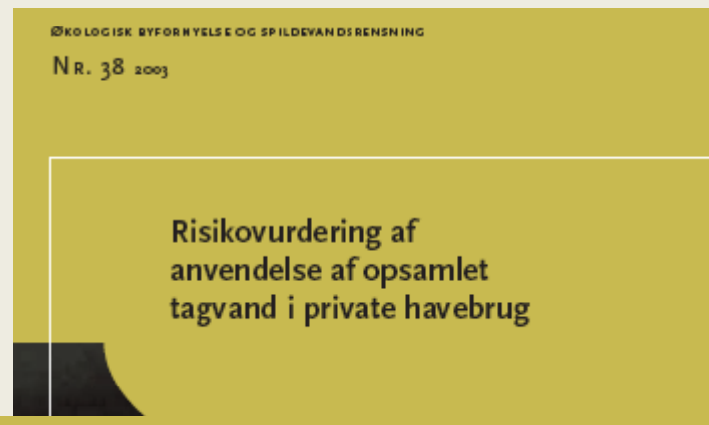 ØKOLOGISK BYFORNYELSE OG SPILDEVANDSRENSNING
NR. 38 2003
Risikovurdering af
anvendelse af opsamlet
tagvand i private havebrug